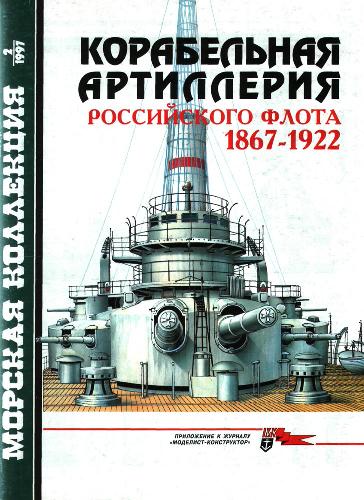 2
1997
МОРСКАЯ КОЛЛЕКЦИЯ
КОРАБЕЛЬНАЯ
АРТИЛЛЕРИЯ
РОССИЙСКОГО ФЛОТА
1867-1922
ПРИЛОЖЕНИЕ К ЖУРНАЛУ
«МОДЕЛИСТ-КОНСТРУКТОР»